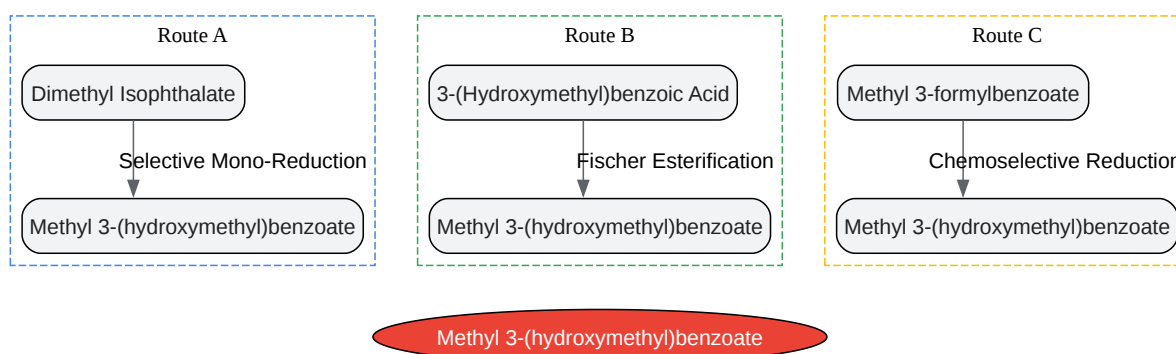 Route A
Dimethyl Isophthalate
Selective Mono-Reduction
Methyl 3-(hydroxymethyl)benzoate
Route B
3-(Hydroxymethyl)benzoic Acid
Fischer Esterification
Methyl 3-(hydroxymethyl)benzoate
Route C
Methyl 3-formylbenzoate
Chemoselective Reduction
Methyl 3-(hydroxymethyl)benzoate
Methyl 3-(hydroxymethyl)benzoate